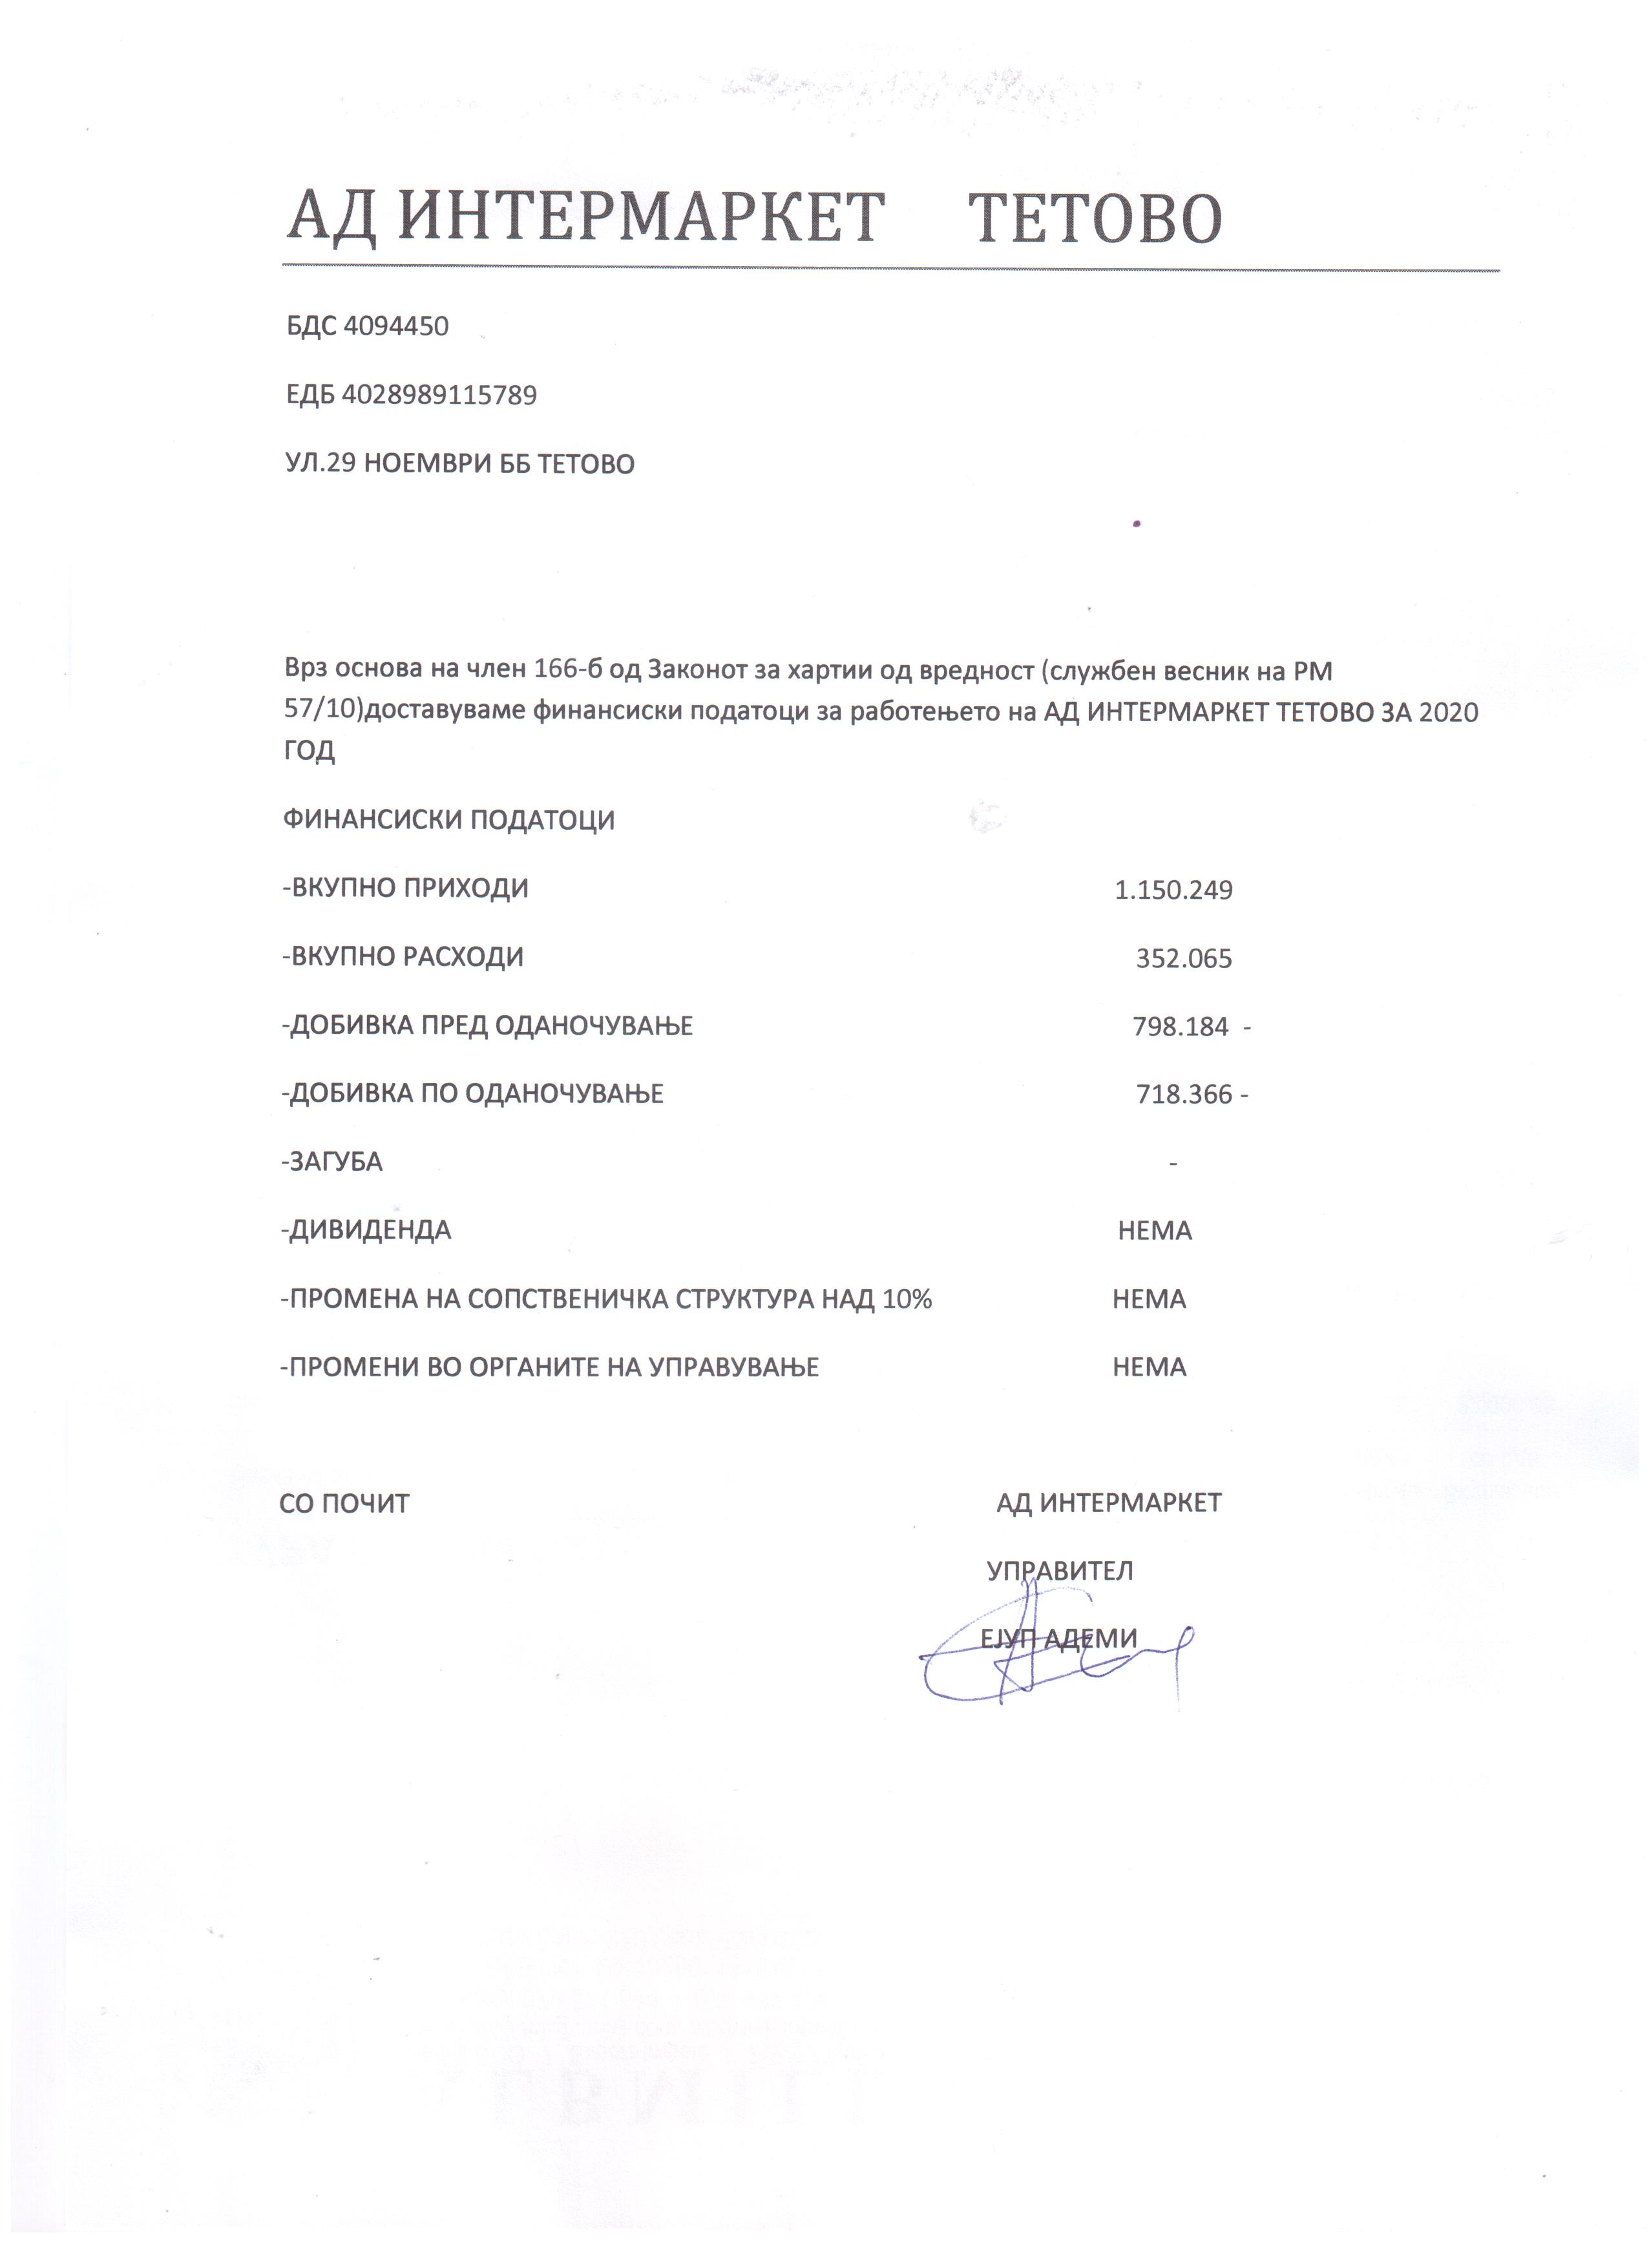 АД ИНТЕРМАРКЕТ ТЕТОВО
БДС 4094450
ЕДБ 4028989115789
УЛ.29 НОЕМВРИ ББ ТЕТОВО
Врз основа на член 166-б од Законот за хартии од вредност (службен весник на РМ
57/10)доставуваме финансиски податоци за работењето на АД ИНТЕРМАРКЕТ ТЕТОВО ЗА 2020
ГОД
ФИНАНСИСКИ ПОДАТОЦИ
-ВКУПНО ПРИХОДИ 1.150.249
-ВКУПНО РАСХОДИ 352.065
-ДОБИВКА ПРЕД ОДАНОЧУВАЊЕ 798.184 -
-ДОБИВКА ПО ОДАНОЧУВАЊЕ 718.366 -
-ЗАГУБА -
-ДИВИДЕНДА НЕМА
-ПРОМЕНА НА СОПСТВЕНИЧКА СТРУКТУРА НАД 10% НЕМА
-ПРОМЕНИ ВО ОРГАНИТЕ НА УПРАВУВАЊЕ НЕМА
СО ПОЧИТ АД ИНТЕРМАРКЕТ
УПРАВИТЕЛ
ЕЈУП АДЕМИ